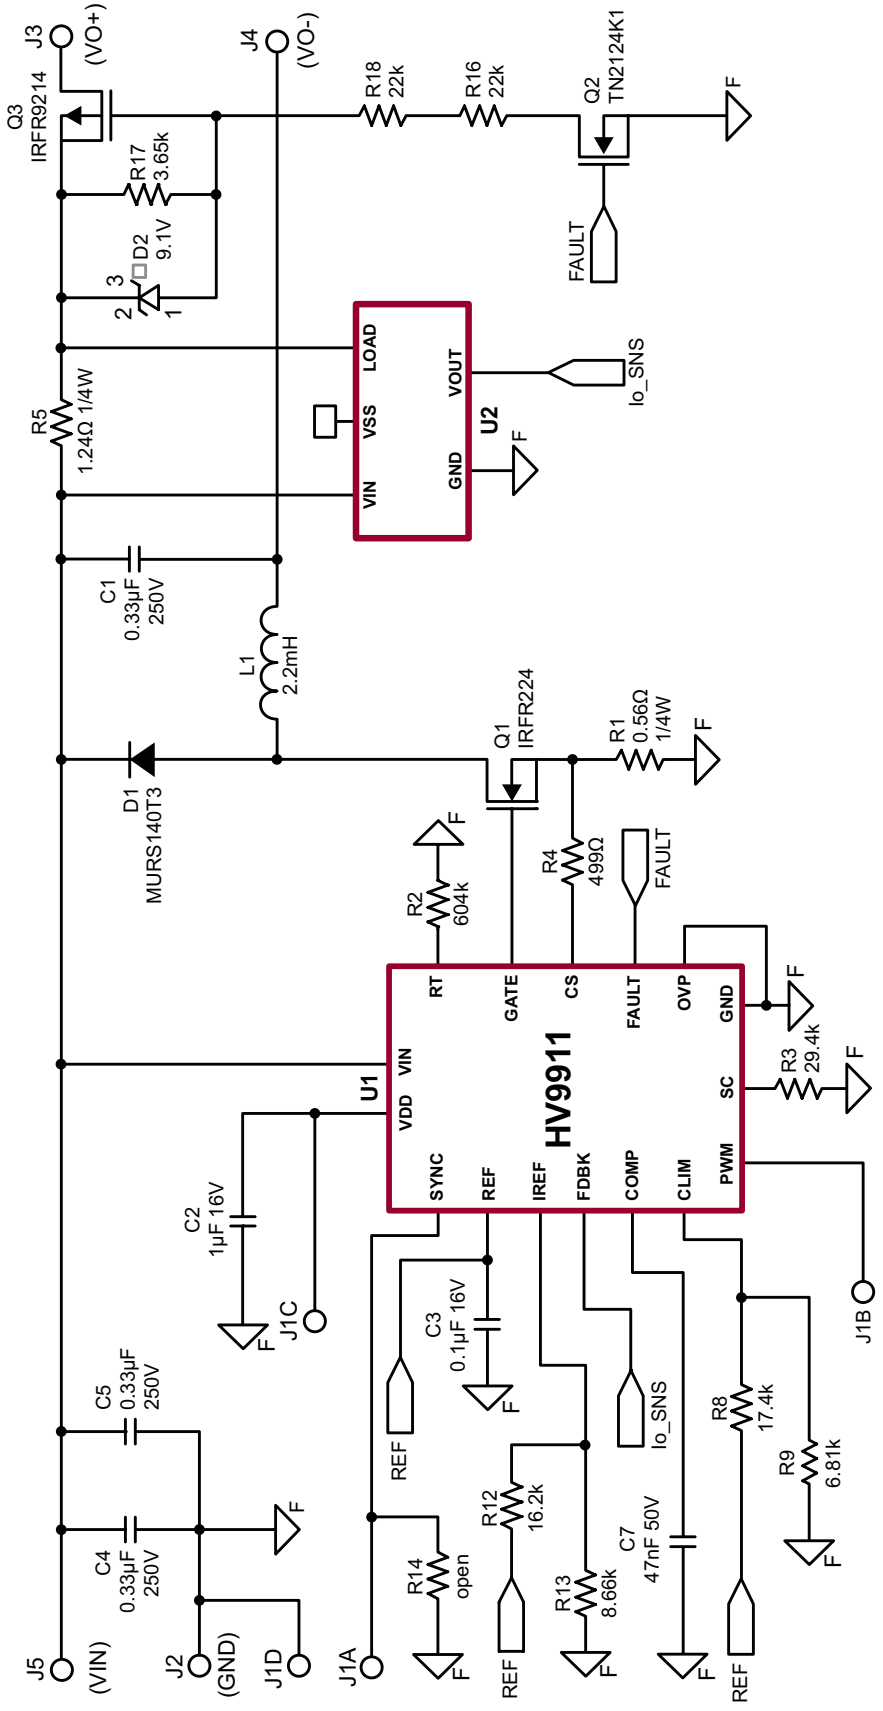 J5
(VIN)
J2
(GND)
J1D
C4
0.33µF
250V
C5
0.33µF
250V
F
C2
1µF 16V
F
J1C
D1
MURS140T3
L1
2.2mH
C1
0.33µF
250V
R5
1.24Ω 1/4W
VIN
VSS
LOAD
GND
VOUT
U2
F
Io_SNS
2
3
1
D2
9.1V
R17
3.65k
Q3
IRFR9214
J3
(VO+)
J4
(VO-)
R18
22k
R16
22k
Q2
TN2124K1
FAULT
F
J1A
R14
open
F
REF
C3
0.1µF 16V
F
REF
R12
16.2k
R13
8.66k
F
Io_SNS
C7
47nF 50V
F
REF
R8
17.4k
R9
6.81k
F
J1B
U1
HV9911
VDD
VIN
SYNC
REF
IREF
FDBK
COMP
CLIM
PWM
SC
GND
RT
GATE
CS
FAULT
OVP
R2
604k
F
Q1
IRFR224
R4
499Ω
R1
0.56Ω
1/4W
F
FAULT
F
R3
29.4k
F